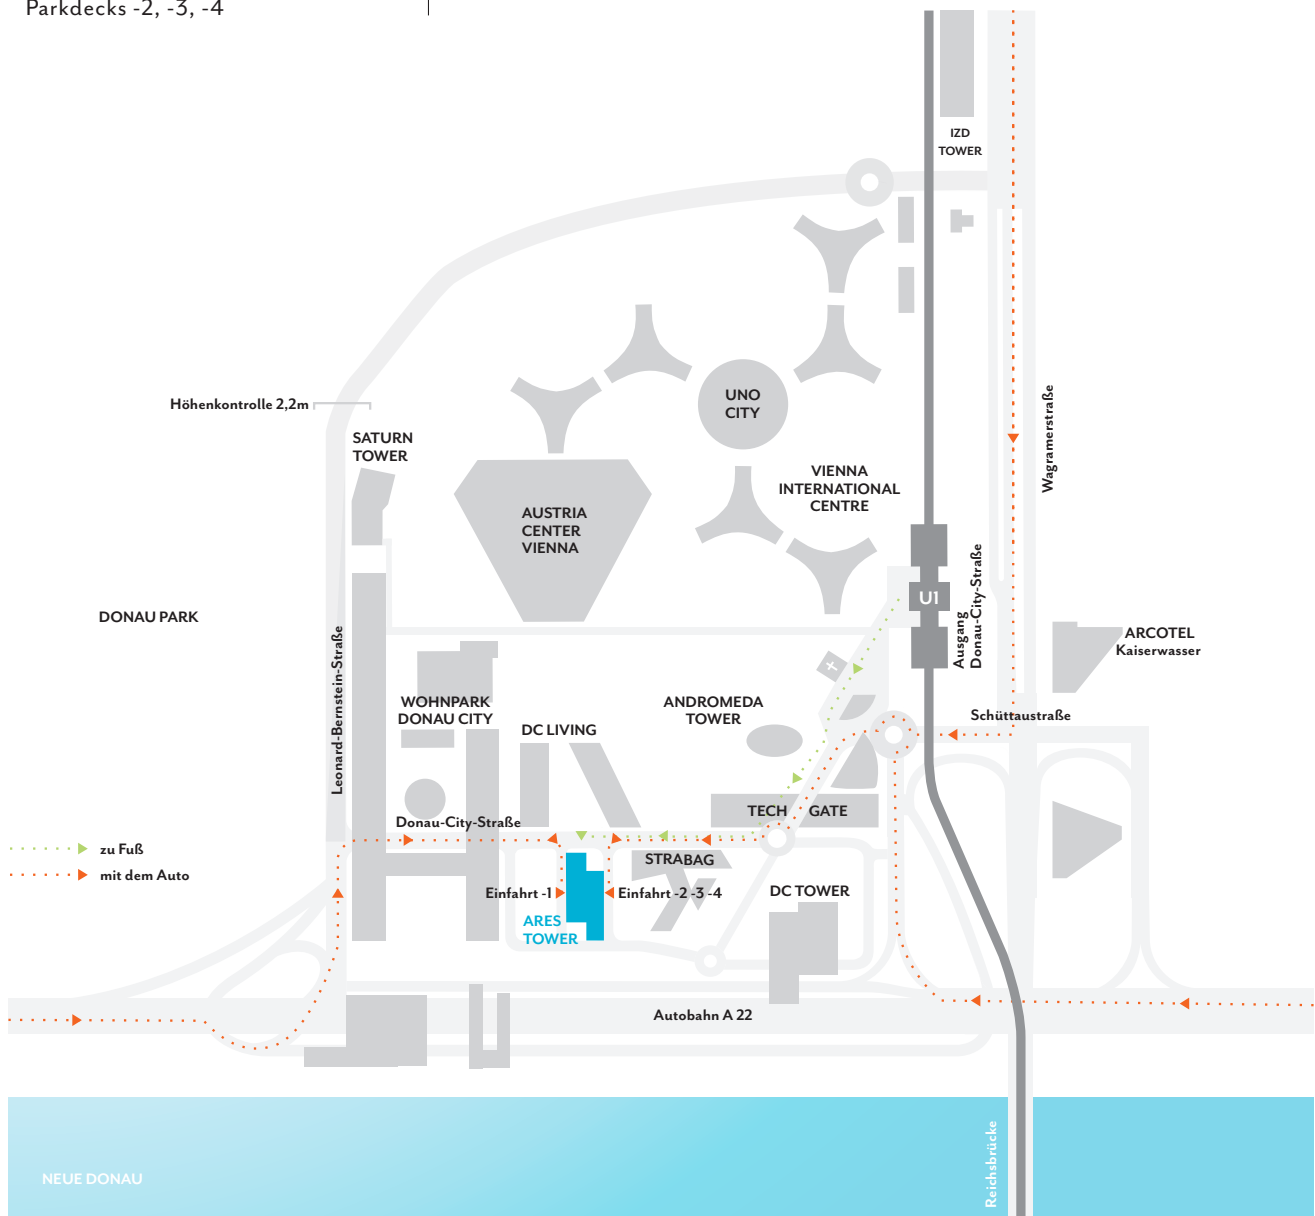 Parkdecks -2, -3, -4
IZD
TOWER
UNO
CITY
Höhenkontrolle 2,2m
Wagramerstraße
SATURN
TOWER
VIENNA
INTERNATIONAL
CENTRE
AUSTRIA
CENTER
VIENNA
U1
Ausgang
Donau-City-Straße
DONAU PARK
ARCOTEL
Kaiserwasser
Leonard-Bernstein-Straße
WOHNPARK
DONAU CITY
ANDROMEDA
TOWER
Schüttaustraße
DC LIVING
TECH GATE
Donau-City-Straße
zu Fuß
mit dem Auto
STRABAG
Einfahrt -1
Einfahrt -2 -3 -4
DC TOWER
ARES
TOWER
Autobahn A 22
Reichsbrücke
NEUE DONAU